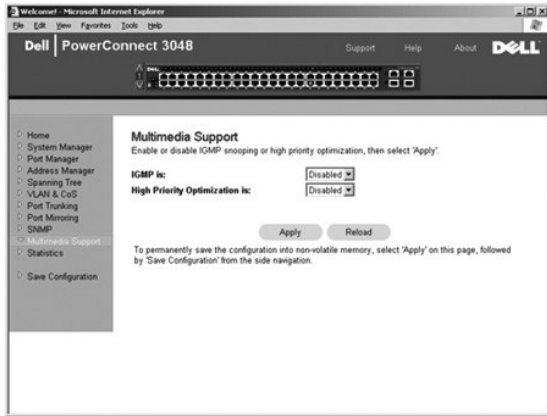 Welcome! - Microsoft Internet Explorer
File Edit View Favorites Tools Help
Dell | PowerConnect 3048
Support Help About DELL
Home
System Manager
Port Manager
Address Manager
Spanning Tree
VLAN & CoS
Port Trunking
Port Mirroring
SNMP
Multimedia Support
Statistics
Save Configuration
Multimedia Support
Enable or disable IGMP snooping or high priority optimization, then select 'Apply'.
IGMP is: Disabled
High Priority Optimization is: Disabled
Apply Reload
To permanently save the configuration into non-volatile memory, select 'Apply' on this page, followed
by 'Save Configuration' from the side navigation.